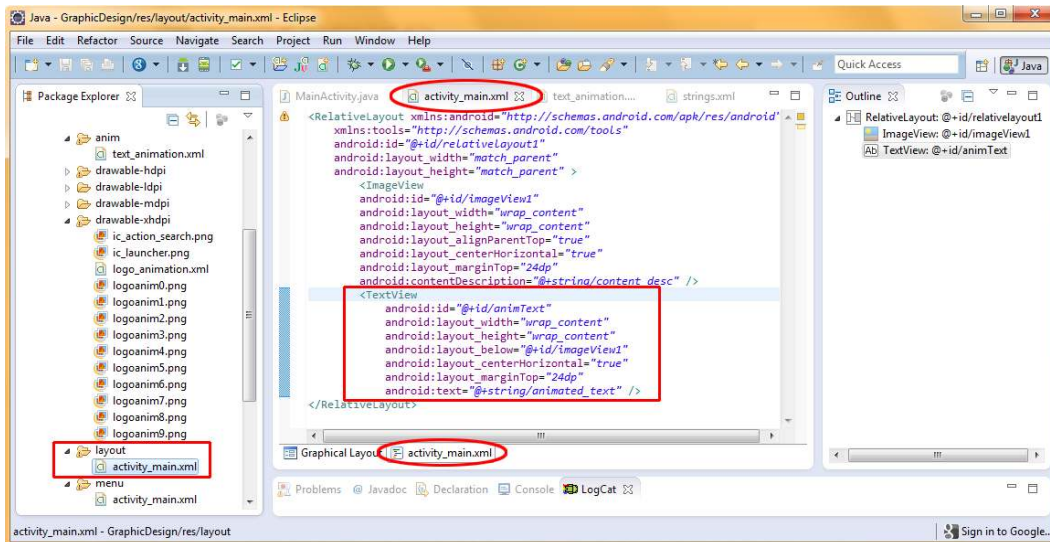 Java - GraphicDesign/res/layout/activity_main.xml - Eclipse
File Edit Refactor Source Navigate Search Project Run Window Help
Quick Access
Java
Package Explorer
anim
text_animation.xml
drawable-hdpi
drawable-ldpi
drawable-mdpi
drawable-xhdpi
ic_action_search.png
ic_launcher.png
logo_animation.xml
logoanim0.png
logoanim1.png
logoanim2.png
logoanim3.png
logoanim4.png
logoanim5.png
logoanim6.png
logoanim7.png
logoanim8.png
logoanim9.png
layout
activity_main.xml
menu
activity_main.xml
MainActivity.java activity_main.xml text_animation.... strings.xml
<RelativeLayout xmlns:android="http://schemas.android.com/apk/res/android"
xmlns:tools="http://schemas.android.com/tools"
android:id="@+id/relativelayout1"
android:layout_width="match_parent"
android:layout_height="match_parent" >
<ImageView
android:id="@+id/imageView1"
android:layout_width="wrap_content"
android:layout_height="wrap_content"
android:layout_alignParentTop="true"
android:layout_centerHorizontal="true"
android:layout_marginTop="24dp"
android:contentDescription="@+string/content_desc" />
<TextView
android:id="@+id/animText"
android:layout_width="wrap_content"
android:layout_height="wrap_content"
android:layout_below="@+id/imageView1"
android:layout_centerHorizontal="true"
android:layout_marginTop="24dp"
android:text="@+string/animated_text" />
</RelativeLayout>
Graphical Layout activity_main.xml
Outline
RelativeLayout: @+id/relativelayout1
ImageView: @+id/imageView1
Ab TextView: @+id/animText
Problems @ Javadoc Declaration Console LogCat
activity_main.xml - GraphicDesign/res/layout
Sign in to Google...